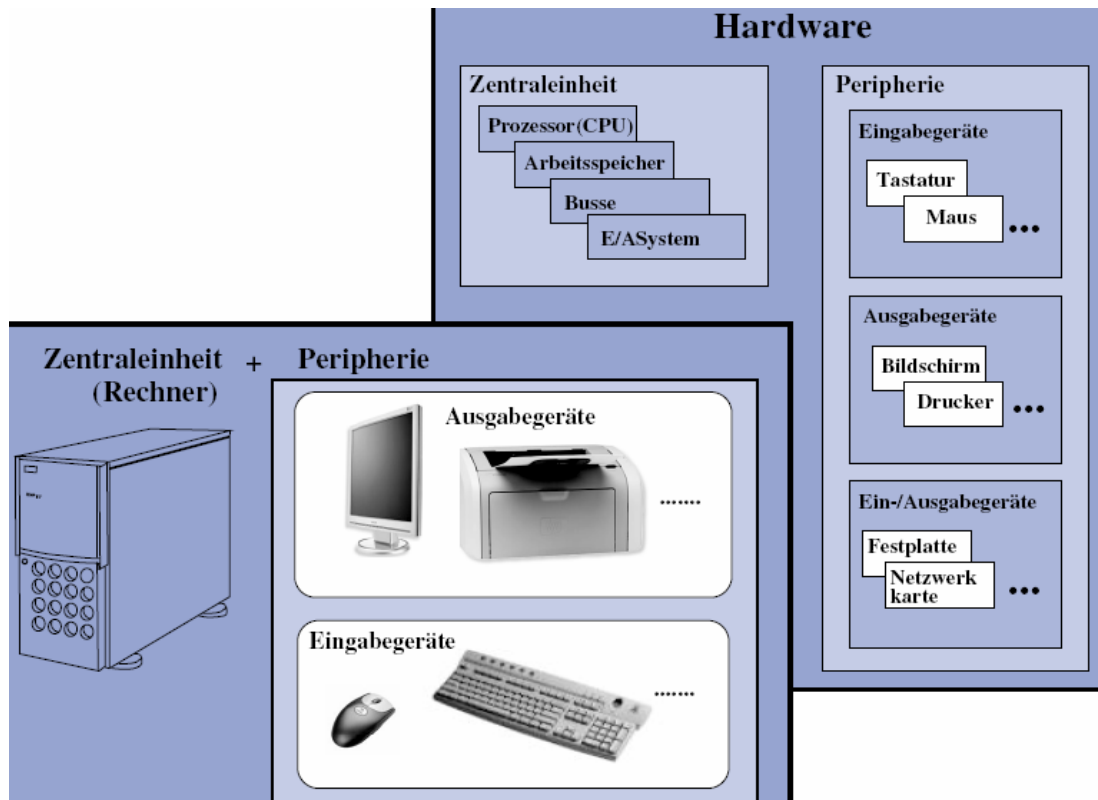 Hardware
Zentraleinheit
Prozessor(CPU)
Arbeitsspeicher
Busse
E/ASystem
Peripherie
Eingabegeräte
Tastatur
Maus
...
Ausgabegeräte
Bildschirm
Drucker
...
Ein-/Ausgabegeräte
Festplatte
Netzwerk
karte
...
Zentraleinheit + Peripherie
(Rechner)
Ausgabegeräte
.......
Eingabegeräte
.......